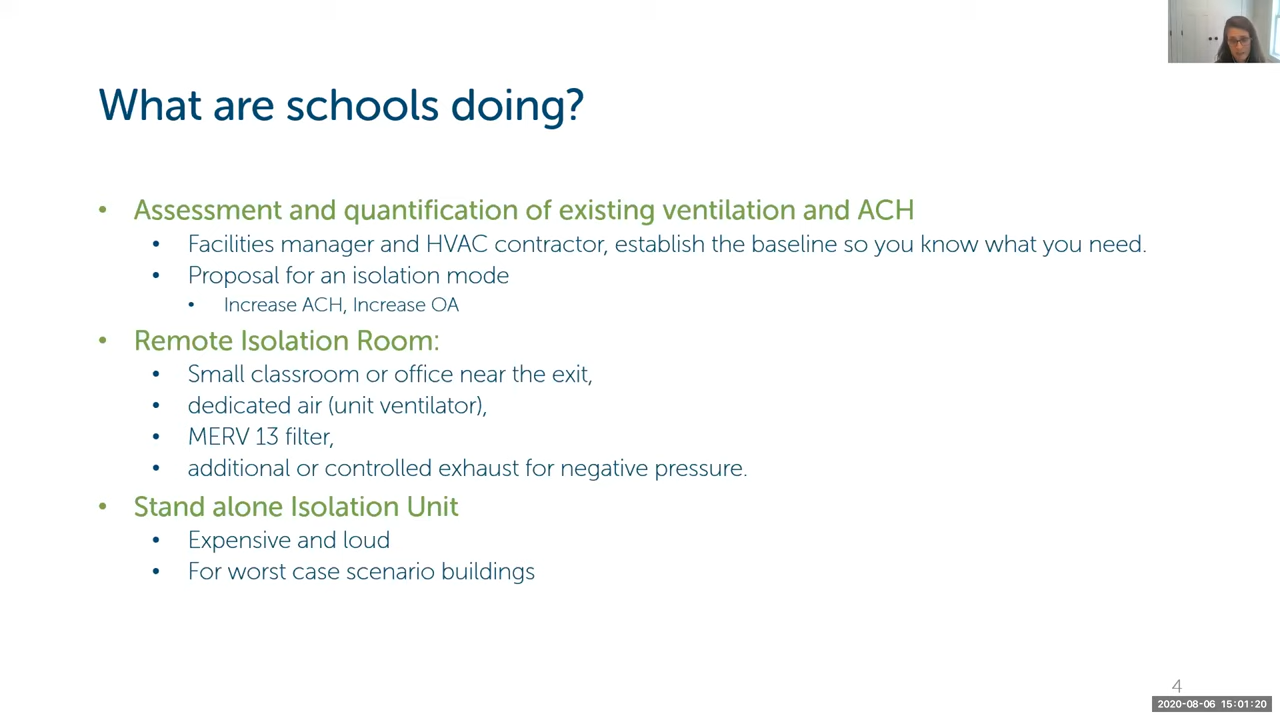 What are schools doing?
• Assessment and quantification of existing ventilation and ACH
• Facilities manager and HVAC contractor, establish the baseline so you know what you need.
• Proposal for an isolation mode
• Increase ACH, Increase OA
• Remote Isolation Room:
• Small classroom or office near the exit,
• dedicated air (unit ventilator),
• MERV 13 filter,
• additional or controlled exhaust for negative pressure.
• Stand alone Isolation Unit
• Expensive and loud
• For worst case scenario buildings
4
2020-08-06 15:01:20